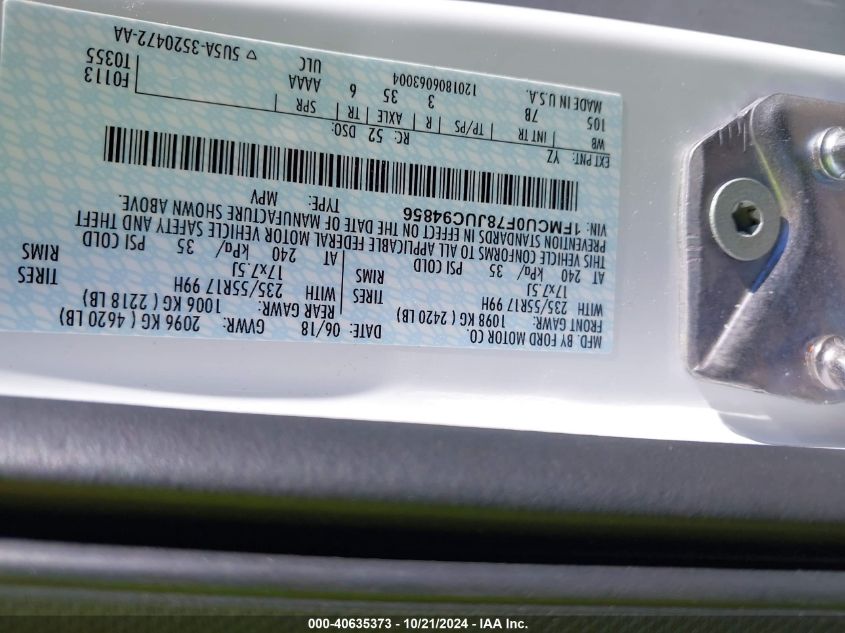 MFD. BY FORD MOTOR CO.
DATE: 06/18 GVWR: 2096 KG ( 4620 LB)
FRONT GAWR: 1098 KG ( 2420 LB) REAR GAWR: 1006 KG ( 2218 LB)
WITH 235/55R17 99H TIRES WITH 235/55R17 99H TIRES
17x7.5J RIMS 17x7.5J RIMS
AT 240 kPa/ 35 PSI COLD AT 240 kPa/ 35 PSI COLD
THIS VEHICLE CONFORMS TO ALL APPLICABLE FEDERAL MOTOR VEHICLE SAFETY AND THEFT
PREVENTION STANDARDS IN EFFECT ON THE DATE OF MANUFACTURE SHOWN ABOVE.
VIN: 1FMCU0F78JUC94856 TYPE: MPV
EXT PNT: YZ RC: 52 DSO: F0113
WB INT TR TP/PS R AXLE TR SPR T0355
105 7B 3 35 6 AAAA
MADE IN U.S.A. 1201806063004 ULC 5U5A-3520472-AA
000-40635373 - 10/21/2024 - IAA Inc.